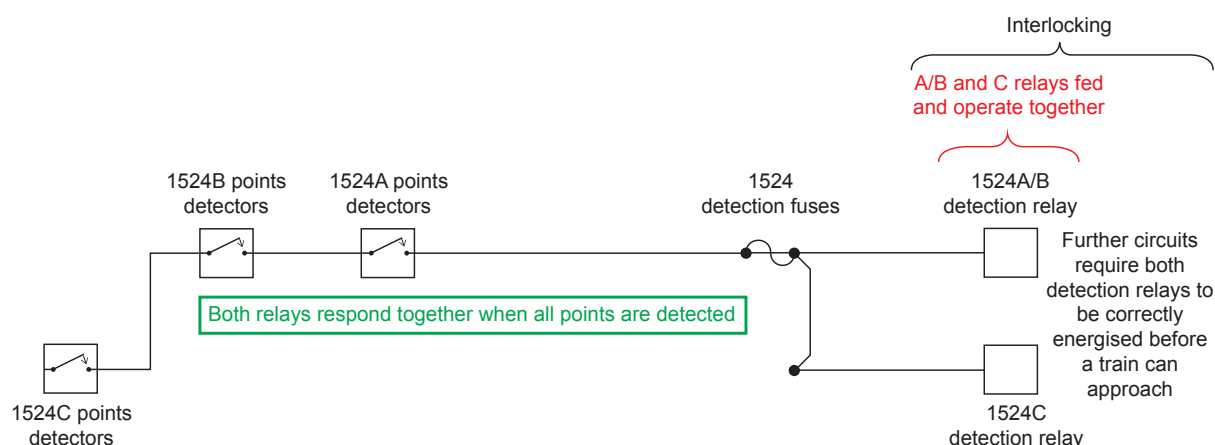 Interlocking
A/B and C relays fed
and operate together
1524B points
detectors
1524A points
detectors
1524
detection fuses
1524A/B
detection relay
Both relays respond together when all points are detected
Further circuits
require both
detection relays to
be correctly
energised before
a train can
approach
1524C points
detectors
1524C
detection relay